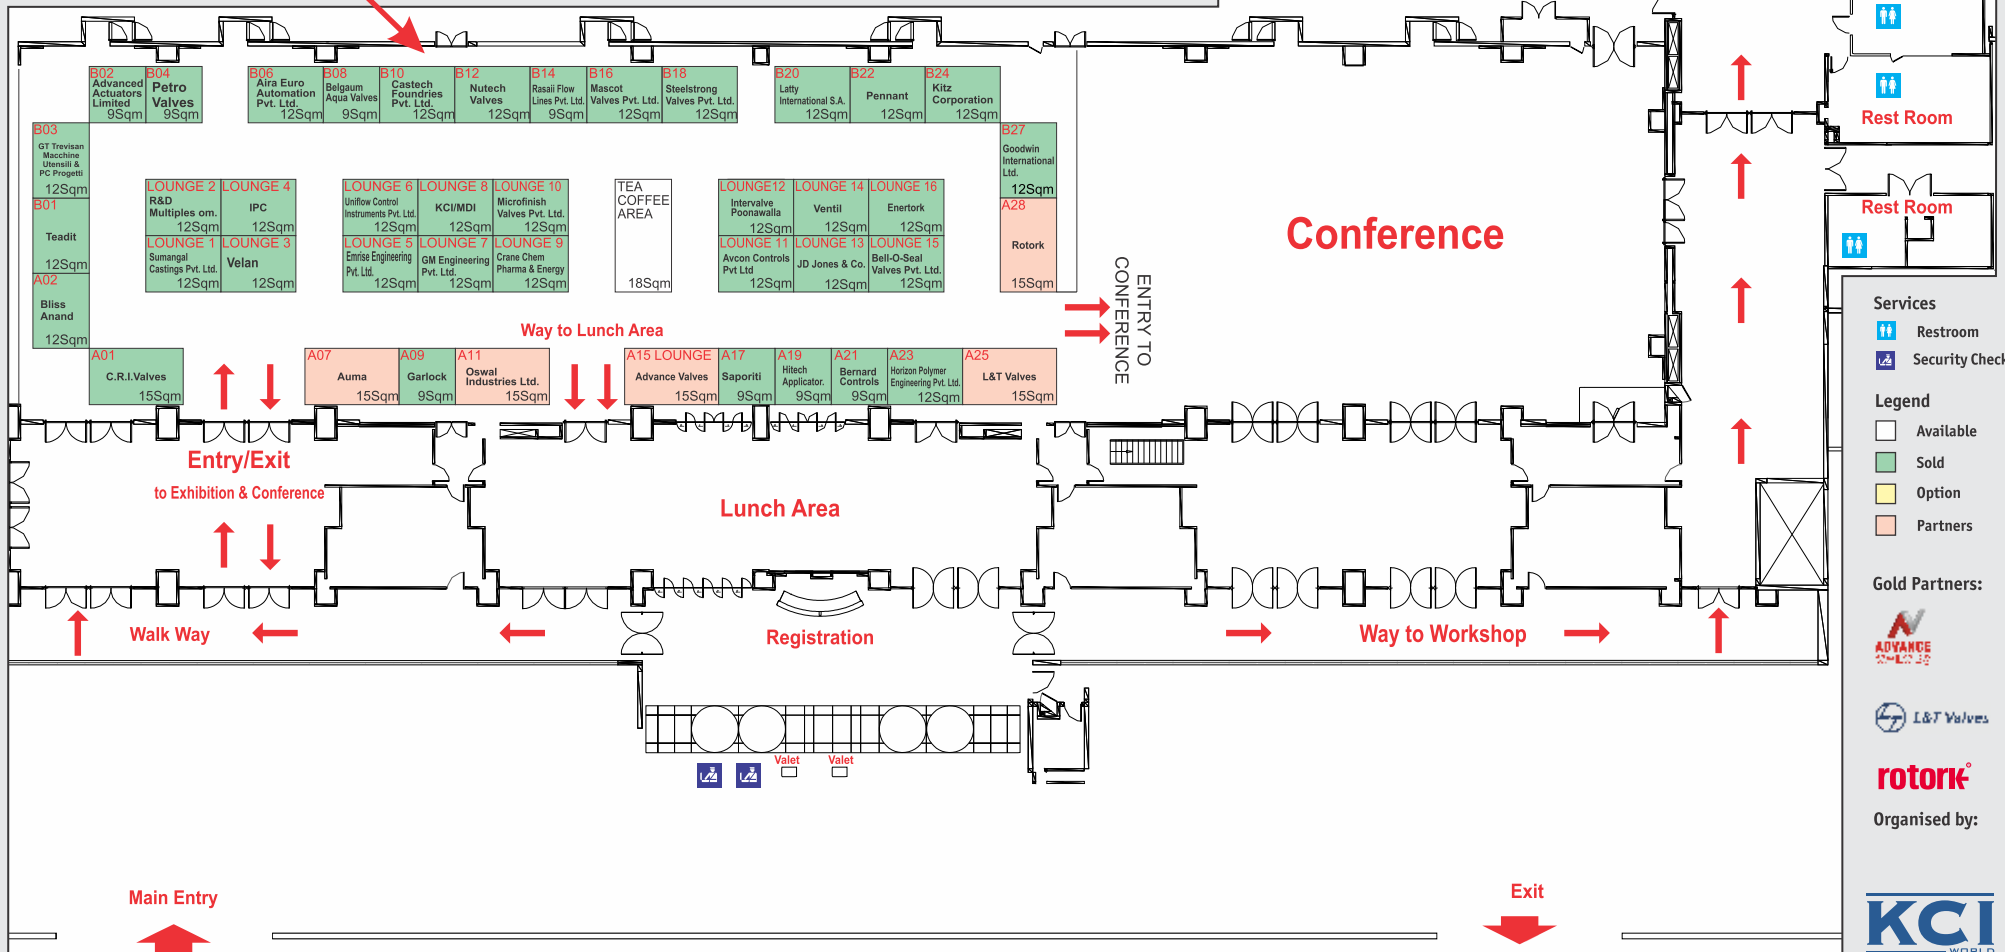 B02
Advanced
Actuators
Limited
9Sqm
B04
Petro
Valves
9Sqm
B06
Aira Euro
Automation
Pvt. Ltd.
12Sqm
B08
Belgaum
Aqua Valves
9Sqm
B10
Castech
Foundries
Pvt. Ltd.
12Sqm
B12
Nutech
Valves
12Sqm
B14
Rasaii Flow
Lines Pvt. Ltd.
9Sqm
B16
Mascot
Valves Pvt. Ltd.
12Sqm
B18
Steelstrong
Valves Pvt. Ltd.
12Sqm
B20
Latty
International S.A.
12Sqm
B22
Pennant
12Sqm
B24
Kitz
Corporation
12Sqm
B03
GT Trevisan
Macchine
Utensili &
PC Progetti
12Sqm
B01
Teadit
12Sqm
A02
Bliss
Anand
12Sqm
LOUNGE 2
R&D
Multiples om.
12Sqm
LOUNGE 4
IPC
12Sqm
LOUNGE 1
Sumangal
Castings Pvt. Ltd.
12Sqm
LOUNGE 3
Velan
12Sqm
LOUNGE 6
Uniflow Control
Instruments Pvt. Ltd.
12Sqm
LOUNGE 8
KCI/MDI
12Sqm
LOUNGE 10
Microfinish
Valves Pvt. Ltd.
12Sqm
LOUNGE 5
Emrise Engineering
Pvt. Ltd.
12Sqm
LOUNGE 7
GM Engineering
Pvt. Ltd.
12Sqm
LOUNGE 9
Crane Chem
Pharma & Energy
12Sqm
TEA
COFFEE
AREA
18Sqm
LOUNGE12
Intervalve
Poonawalla
12Sqm
LOUNGE 14
Ventil
12Sqm
LOUNGE 16
Enertork
12Sqm
LOUNGE 11
Avcon Controls
Pvt Ltd
12Sqm
LOUNGE 13
JD Jones & Co.
12Sqm
LOUNGE 15
Bell-O-Seal
Valves Pvt. Ltd.
12Sqm
B27
Goodwin
International
Ltd.
12Sqm
A28
Rotork
15Sqm
Conference
ENTRY TO
CONFERENCE
Way to Lunch Area
A01
C.R.I.Valves
15Sqm
A07
Auma
15Sqm
A09
Garlock
9Sqm
A11
Oswal
Industries Ltd.
15Sqm
A15 LOUNGE
Advance Valves
15Sqm
A17
Saporiti
9Sqm
A19
Hitech
Applicator.
9Sqm
A21
Bernard
Controls
9Sqm
A23
Horizon Polymer
Engineering Pvt. Ltd.
12Sqm
A25
L&T Valves
15Sqm
Rest Room
Rest Room
Entry/Exit
to Exhibition & Conference
Lunch Area
Walk Way
Registration
Way to Workshop
Valet
Valet
Main Entry
Exit
Services
Restroom
Security Check
Legend
Available
Sold
Option
Partners
Gold Partners:
ADVANCE
L&T Valves
rotork
Organised by:
KCI
WORLD